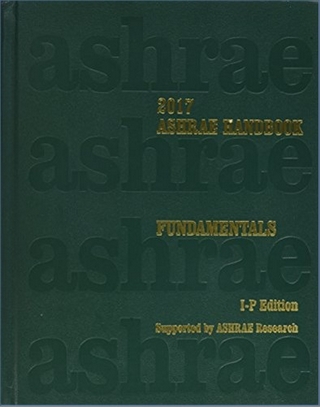 ashrae
2017
ASHRAE HANDBOOK
ashrae
FUNDAMENTALS
ashrae
I-P Edition
Supported by ASHRAE Research
ashrae